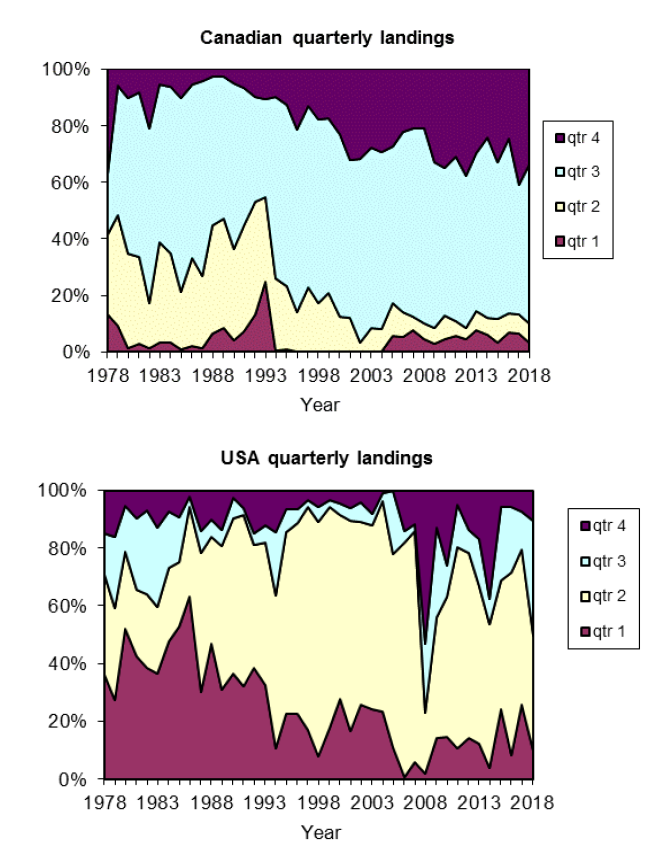 Canadian quarterly landings
100%
80%
60%
40%
20%
0%
1978 1983 1988 1993 1998 2003 2008 2013 2018
Year
qtr 4
qtr 3
qtr 2
qtr 1
USA quarterly landings
100%
80%
60%
40%
20%
0%
1978 1983 1988 1993 1998 2003 2008 2013 2018
Year
qtr 4
qtr 3
qtr 2
qtr 1